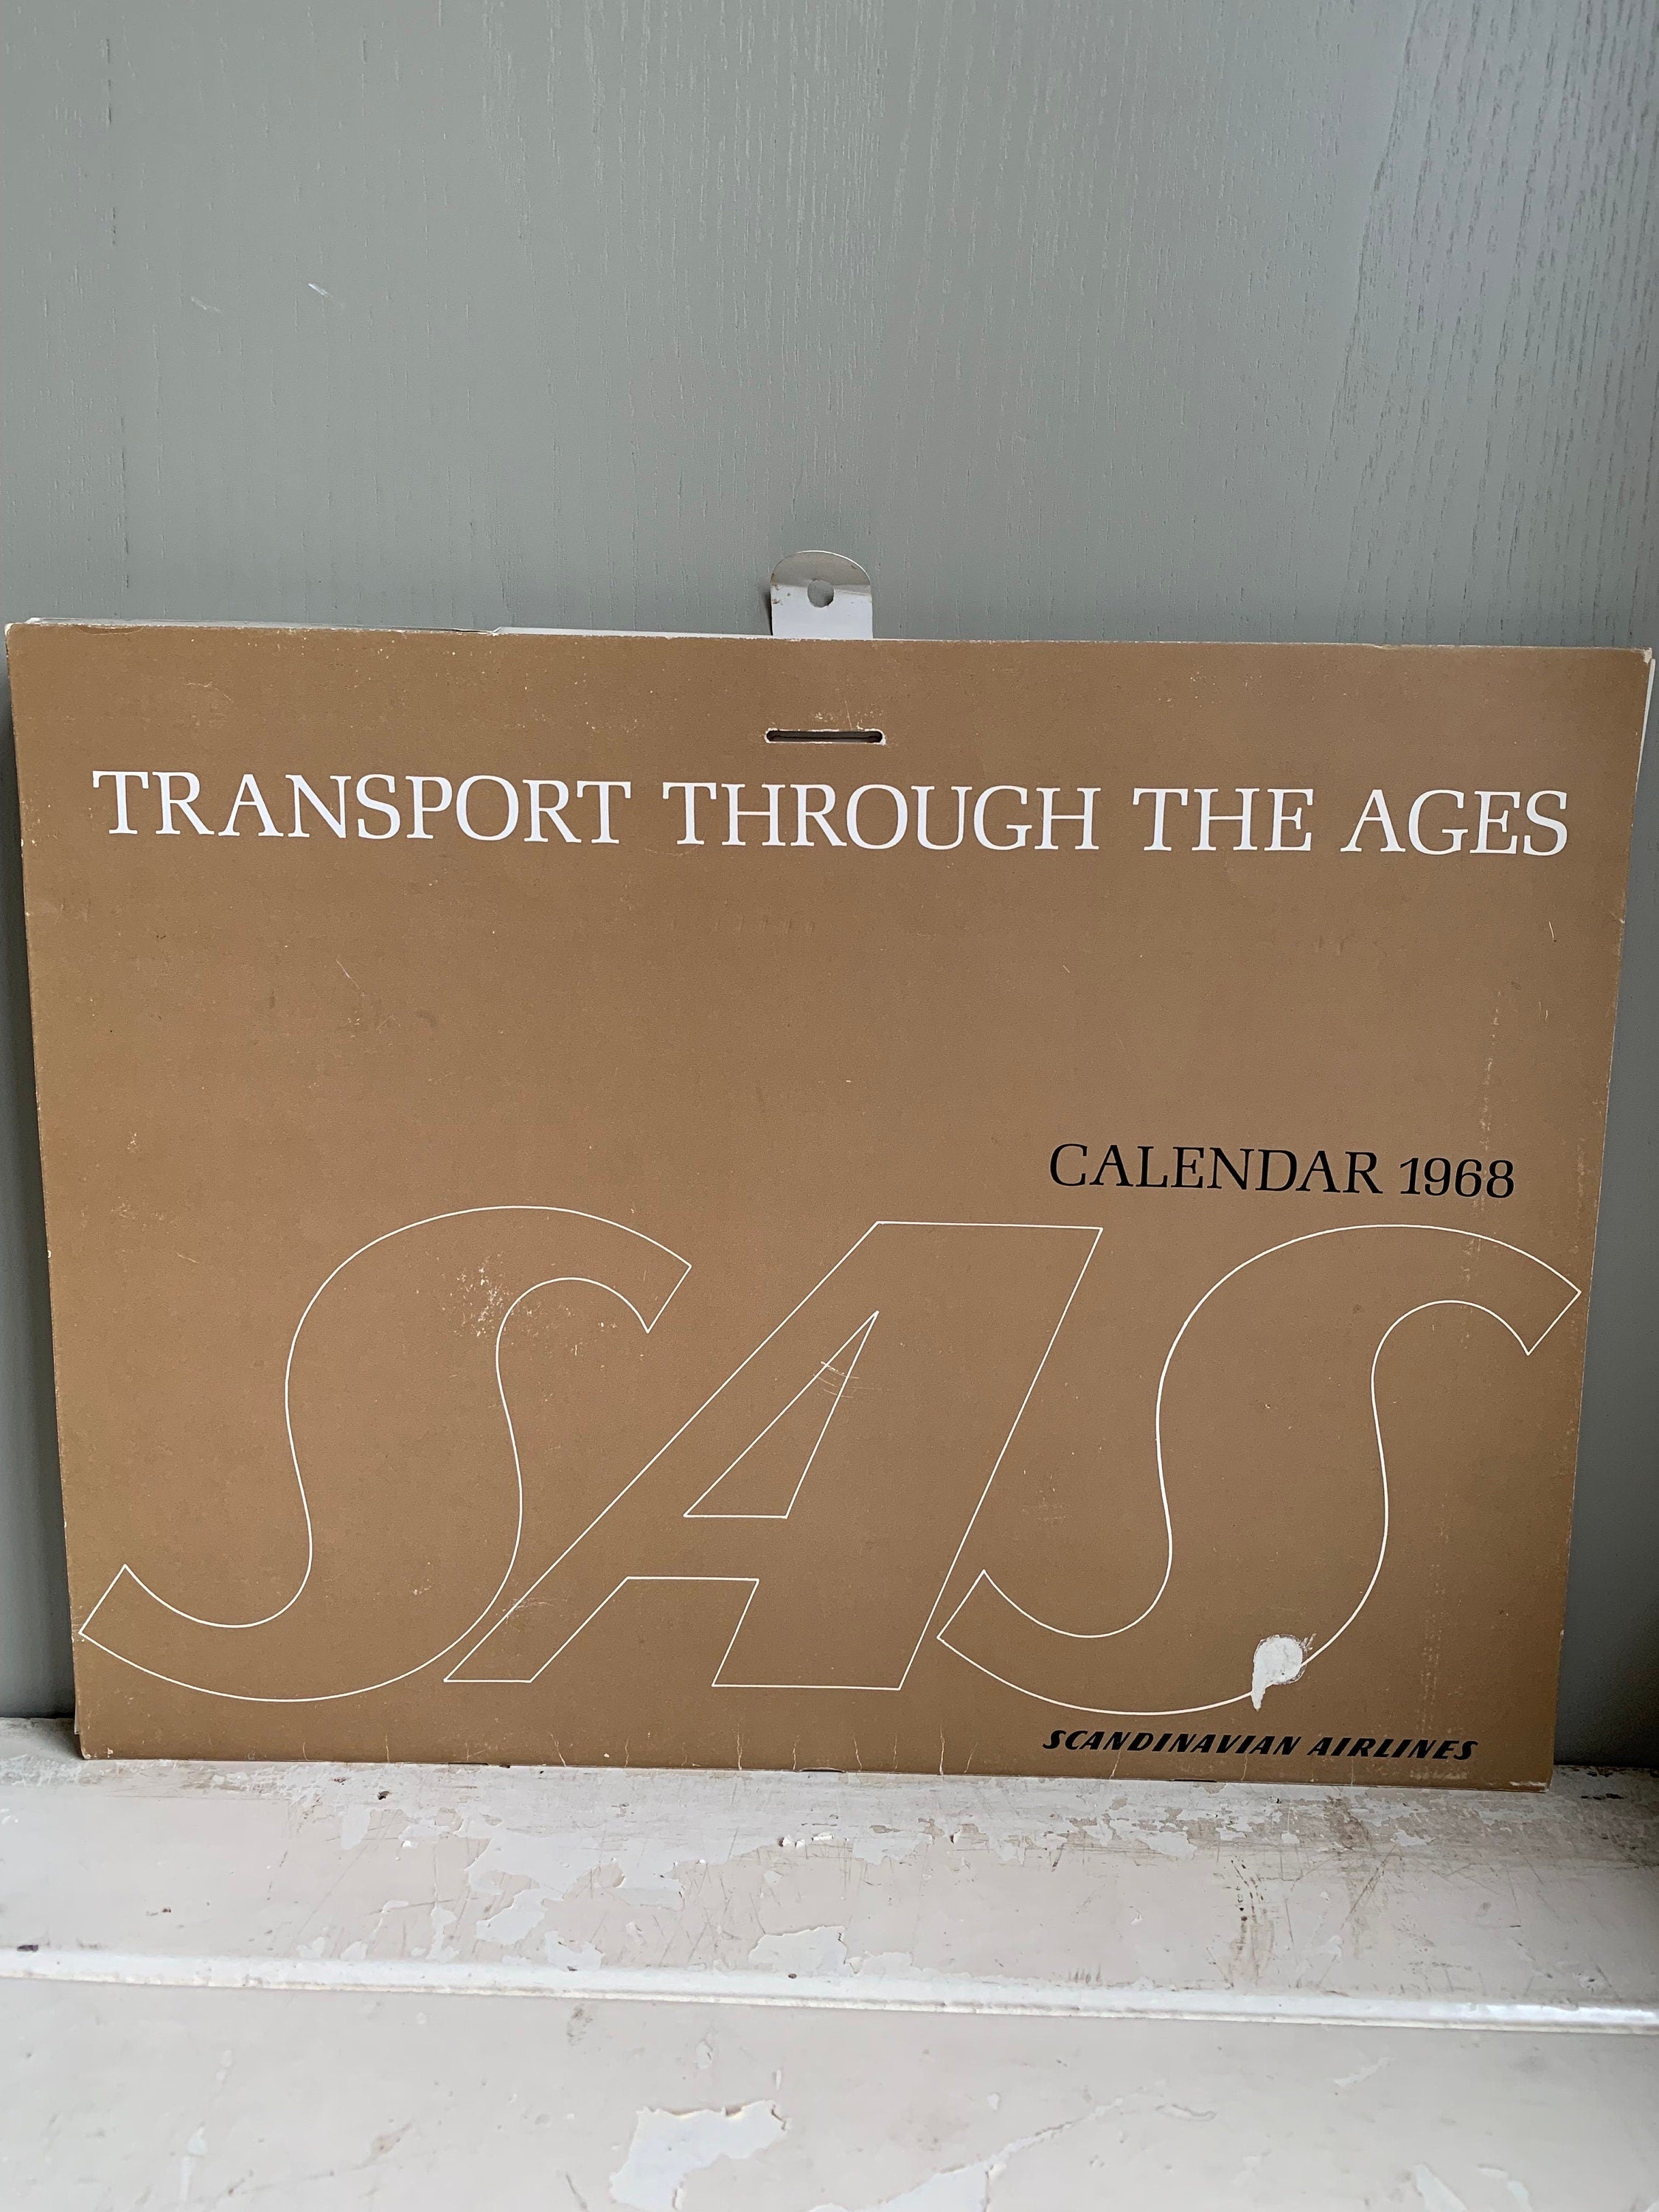 TRANSPORT THROUGH THE AGES
CALENDAR 1968
SAS
SCANDINAVIAN AIRLINES